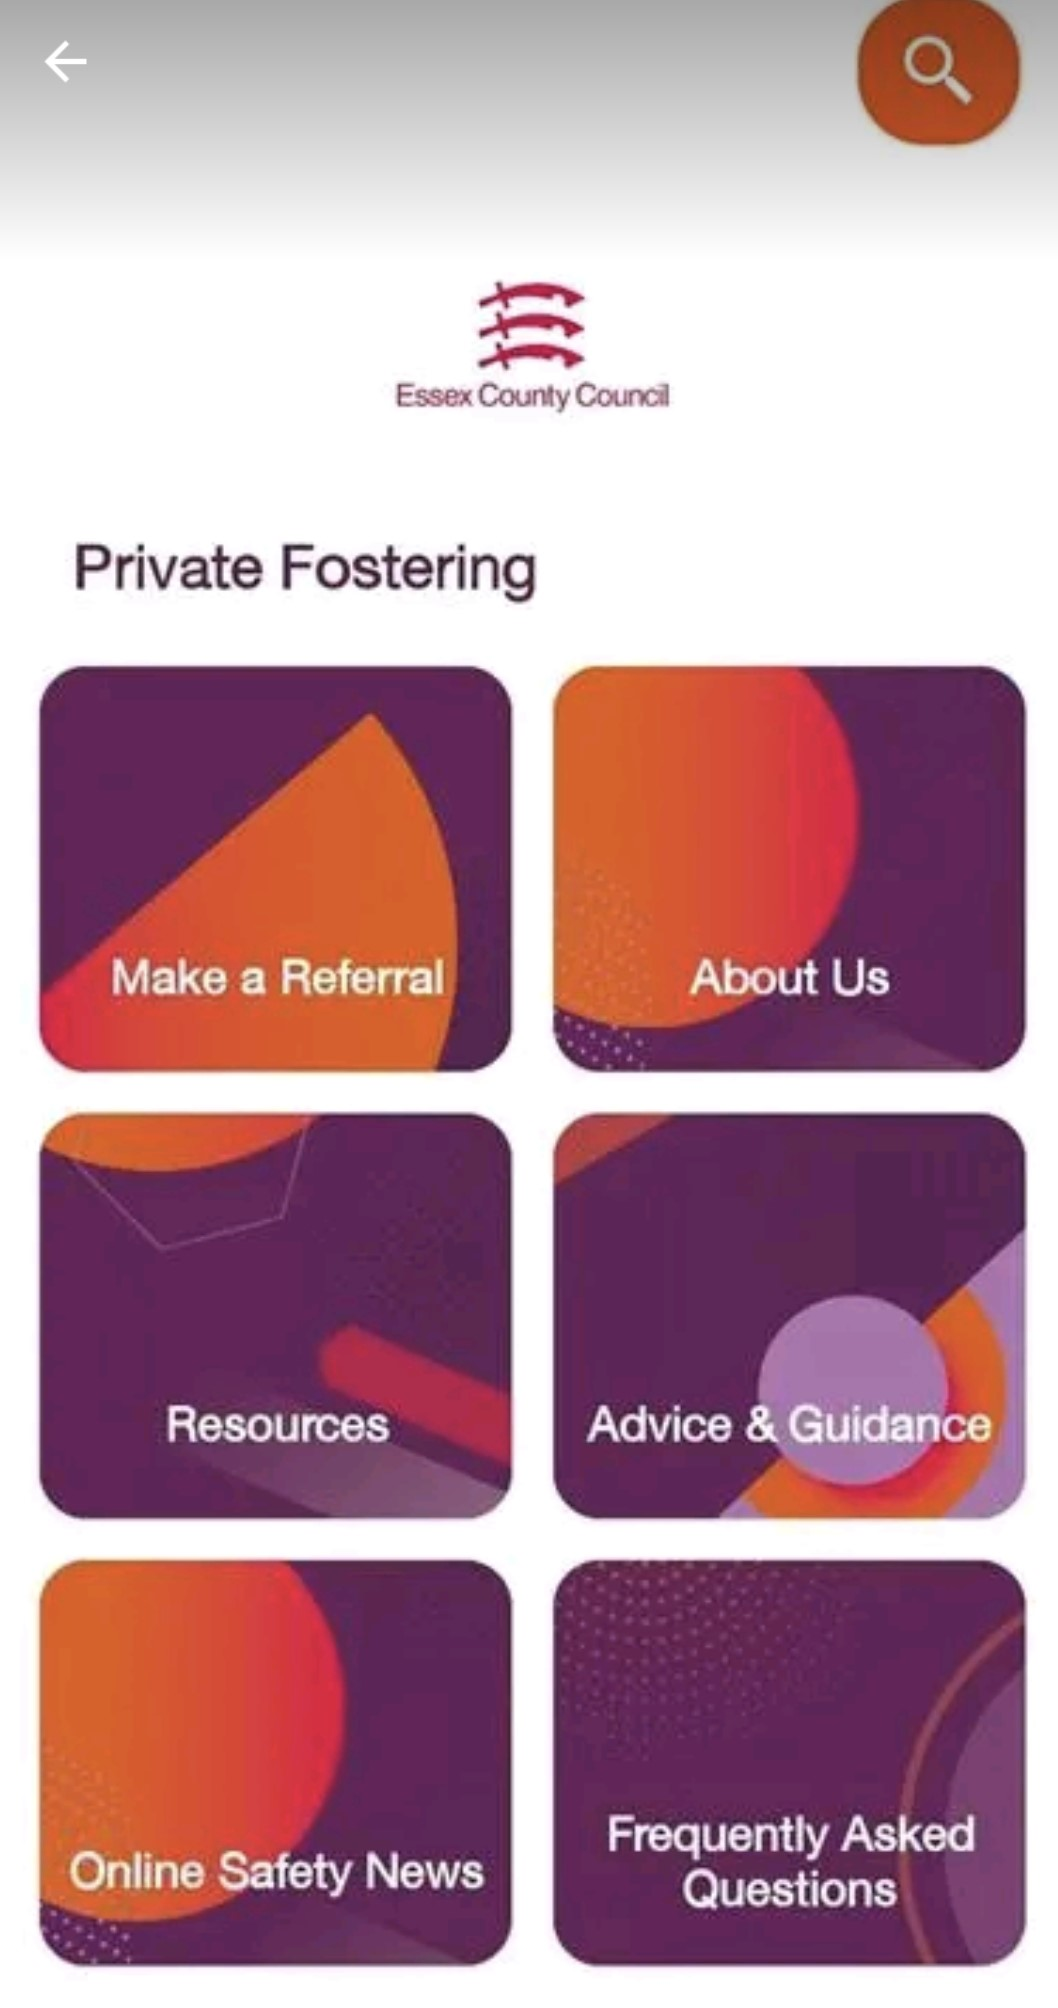 Essex County Council
Private Fostering
Make a Referral
About Us
Resources
Advice & Guidance
Online Safety News
Frequently Asked
Questions